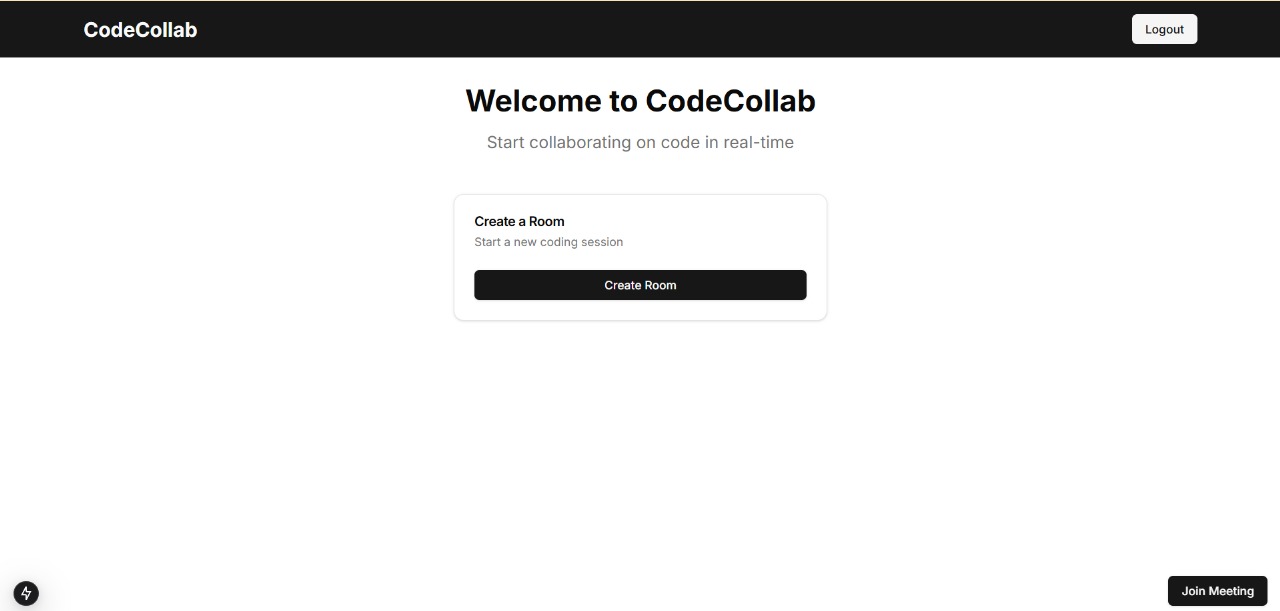 CodeCollab
Logout
Welcome to CodeCollab
Start collaborating on code in real-time
Create a Room
Start a new coding session
Create Room
Join Meeting